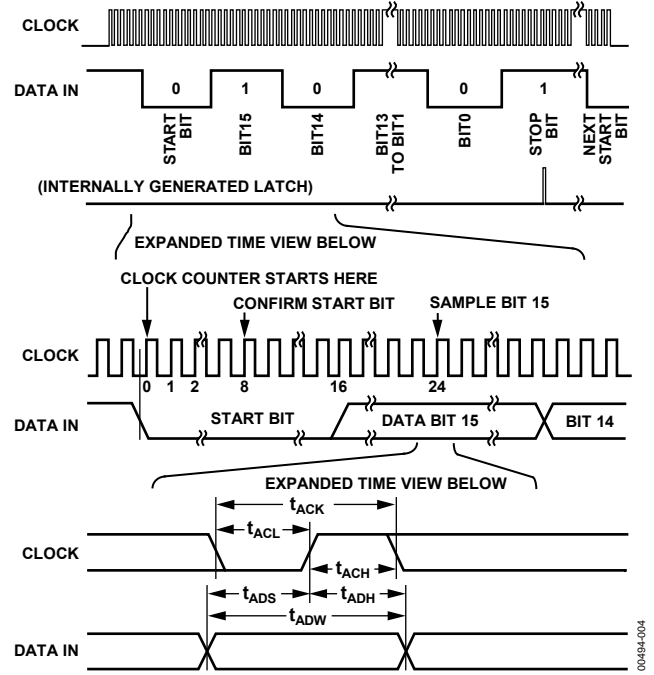 CLOCK
DATA IN
0 1 0 0 1
START BIT
BIT15
BIT14
BIT13 TO BIT1
BIT0
STOP BIT
NEXT START BIT
(INTERNALLY GENERATED LATCH)
EXPANDED TIME VIEW BELOW
CLOCK COUNTER STARTS HERE
CONFIRM START BIT
SAMPLE BIT 15
CLOCK
0 1 2 8 16 24
DATA IN
START BIT
DATA BIT 15
BIT 14
EXPANDED TIME VIEW BELOW
tACK
tACL
CLOCK
tACH
tADS
tADH
tADW
DATA IN
00494-004